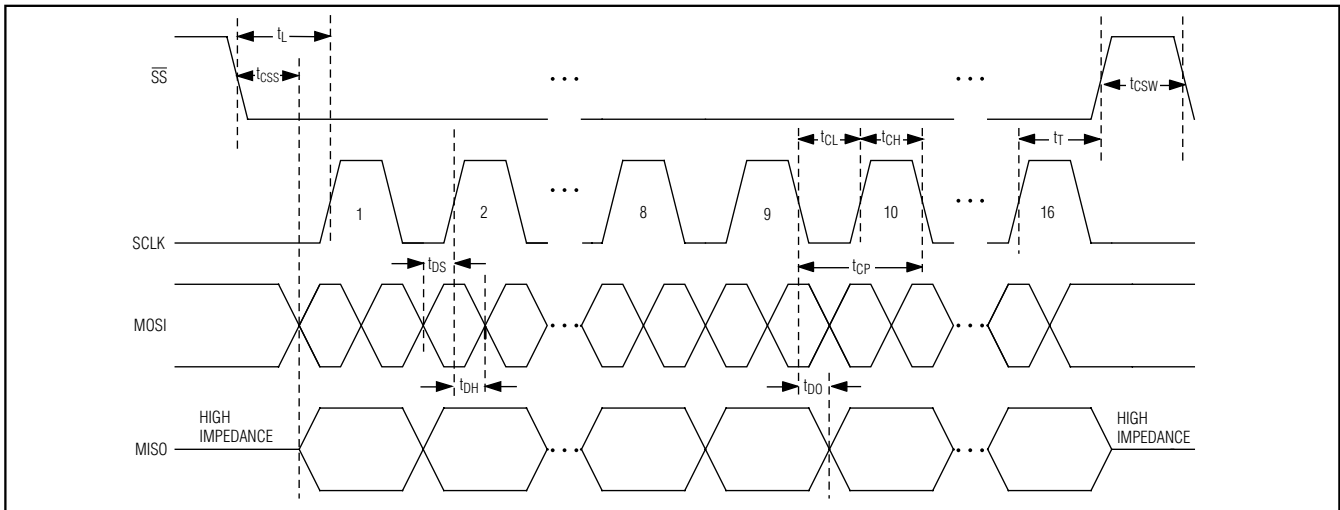 tL
SS
tCSS
• • •
• • •
tCSW
tCL
tCH
tT
• • •
• • •
1
2
8
9
10
16
SCLK
tDS
tCP
MOSI
• • •
• • •
tDH
tDO
HIGH
IMPEDANCE
HIGH
IMPEDANCE
MISO
• • •
• • •